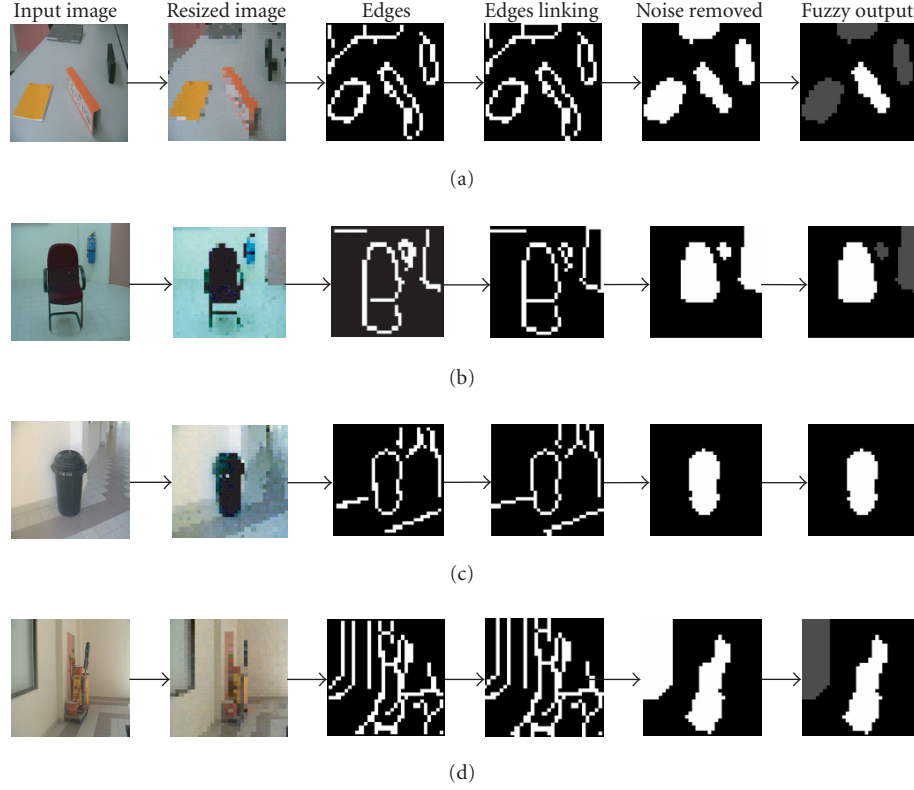 Input image Resized image Edges Edges linking Noise removed Fuzzy output
(a)
(b)
(c)
(d)